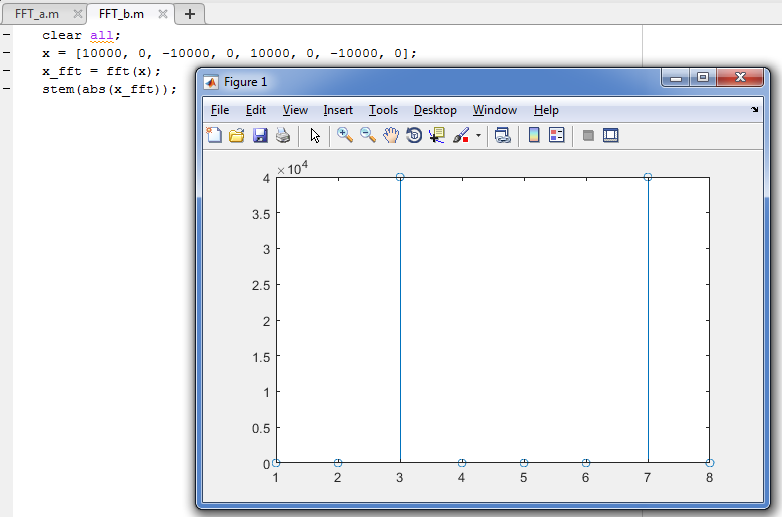 FFT_a.m × FFT_b.m × +
clear all;
x = [10000, 0, -10000, 0, 10000, 0, -10000, 0];
x_fft = fft(x);
stem(abs(x_fft));
Figure 1
File Edit View Insert Tools Desktop Window Help
×10^4
4
3.5
3
2.5
2
1.5
1
0.5
0
1 2 3 4 5 6 7 8